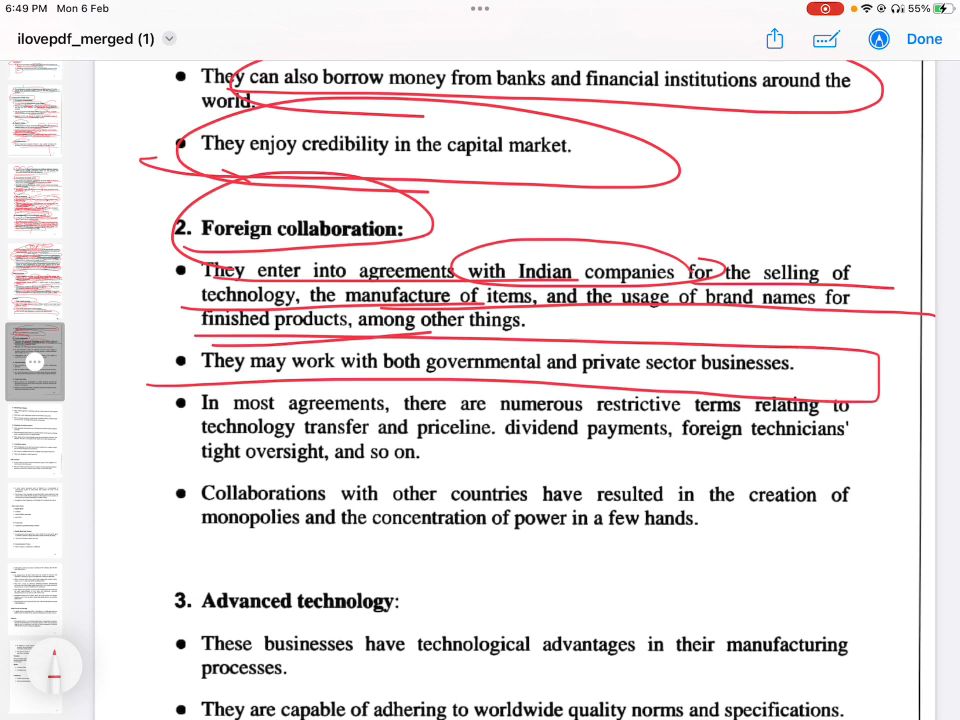 6:49 PM Mon 6 Feb
55%
ilovepdf_merged (1)
Done
• They can also borrow money from banks and financial institutions around the
world.
• They enjoy credibility in the capital market.
2. Foreign collaboration:
• They enter into agreements with Indian companies for the selling of
technology, the manufacture of items, and the usage of brand names for
finished products, among other things.
• They may work with both governmental and private sector businesses.
• In most agreements, there are numerous restrictive terms relating to
technology transfer and priceline. dividend payments, foreign technicians'
tight oversight, and so on.
• Collaborations with other countries have resulted in the creation of
monopolies and the concentration of power in a few hands.
3. Advanced technology:
• These businesses have technological advantages in their manufacturing
processes.
• They are capable of adhering to worldwide quality norms and specifications.